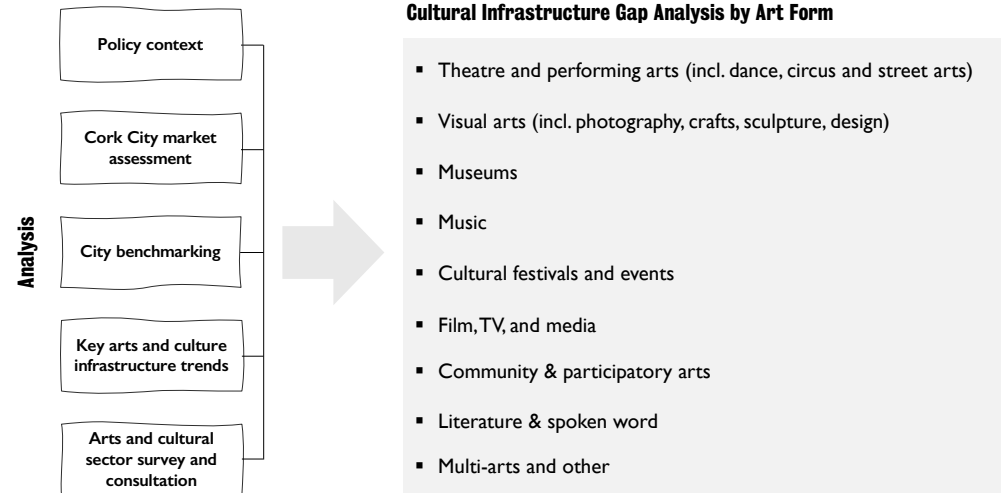 Cultural Infrastructure Gap Analysis by Art Form
Analysis
Policy context
Cork City market
assessment
City benchmarking
Key arts and culture
infrastructure trends
Arts and cultural
sector survey and
consultation
▪ Theatre and performing arts (incl. dance, circus and street arts)
▪ Visual arts (incl. photography, crafts, sculpture, design)
▪ Museums
▪ Music
▪ Cultural festivals and events
▪ Film, TV, and media
▪ Community & participatory arts
▪ Literature & spoken word
▪ Multi-arts and other